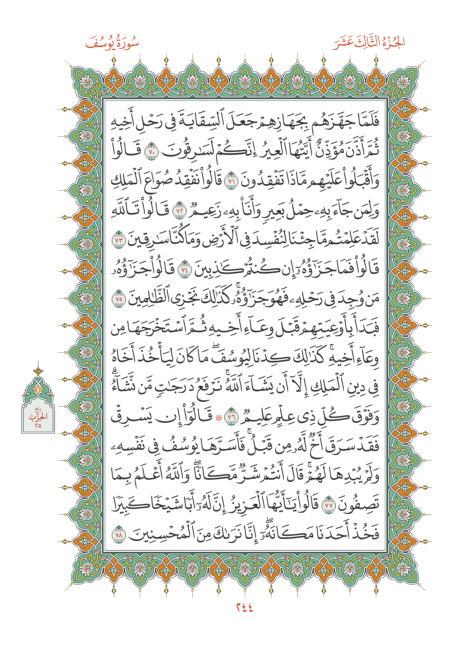 سُورَةُ يُوسُفَ
الجُزْءُ الثَّالِثَ عَشَرَ
فَلَمَّا جَهَّزَهُم بِجَهَازِهِمْ جَعَلَ ٱلسِّقَايَةَ فِى رَحْلِ أَخِيهِ
ثُمَّ أَذَّنَ مُؤَذِّنٌ أَيَّتُهَا ٱلْعِيرُ إِنَّكُمْ لَسَٰرِقُونَ ٧٠ قَالُوا۟
وَأَقْبَلُوا۟ عَلَيْهِم مَّاذَا تَفْقِدُونَ ٧١ قَالُوا۟ نَفْقِدُ صُوَاعَ ٱلْمَلِكِ
وَلِمَن جَآءَ بِهِۦ حِمْلُ بَعِيرٍ وَأَنَا۠ بِهِۦ زَعِيمٌ ٧٢ قَالُوا۟ تَٱللَّهِ
لَقَدْ عَلِمْتُم مَّا جِئْنَا لِنُفْسِدَ فِى ٱلْأَرْضِ وَمَا كُنَّا سَٰرِقِينَ ٧٣
قَالُوا۟ فَمَا جَزَٰٓؤُهُۥٓ إِن كُنتُمْ كَٰذِبِينَ ٧٤ قَالُوا۟ جَزَٰٓؤُهُۥ
مَن وُجِدَ فِى رَحْلِهِۦ فَهُوَ جَزَٰٓؤُهُۥ ۚ كَذَٰلِكَ نَجْزِى ٱلظَّٰلِمِينَ ٧٥
فَبَدَأَ بِأَوْعِيَتِهِمْ قَبْلَ وِعَآءِ أَخِيهِ ثُمَّ ٱسْتَخْرَجَهَا مِن
وِعَآءِ أَخِيهِ ۚ كَذَٰلِكَ كِدْنَا لِيُوسُفَ ۖ مَا كَانَ لِيَأْخُذَ أَخَاهُ
فِى دِينِ ٱلْمَلِكِ إِلَّآ أَن يَشَآءَ ٱللَّهُ ۚ نَرْفَعُ دَرَجَٰتٍ مَّن نَّشَآءُ ۗ
وَفَوْقَ كُلِّ ذِى عِلْمٍ عَلِيمٌ ٧٦ ۞ قَالُوٓا۟ إِن يَسْرِقْ
فَقَدْ سَرَقَ أَخٌ لَّهُۥ مِن قَبْلُ ۚ فَأَسَرَّهَا يُوسُفُ فِى نَفْسِهِۦ
وَلَمْ يُبْدِهَا لَهُمْ ۚ قَالَ أَنتُمْ شَرٌّ مَّكَانًا ۖ وَٱللَّهُ أَعْلَمُ بِمَا
تَصِفُونَ ٧٧ قَالُوا۟ يَٰٓأَيُّهَا ٱلْعَزِيزُ إِنَّ لَهُۥٓ أَبًا شَيْخًا كَبِيرًا
فَخُذْ أَحَدَنَا مَكَانَهُۥٓ ۖ إِنَّا نَرَىٰكَ مِنَ ٱلْمُحْسِنِينَ ٧٨
رُبع
الحِزْب
٢٥
٢٤٤